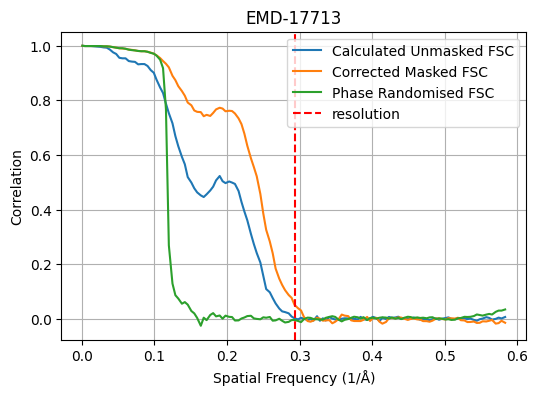 EMD-17713
Calculated Unmasked FSC
Corrected Masked FSC
Phase Randomised FSC
resolution
Correlation
1.0
0.8
0.6
0.4
0.2
0.0
0.0 0.1 0.2 0.3 0.4 0.5 0.6
Spatial Frequency (1/Å)